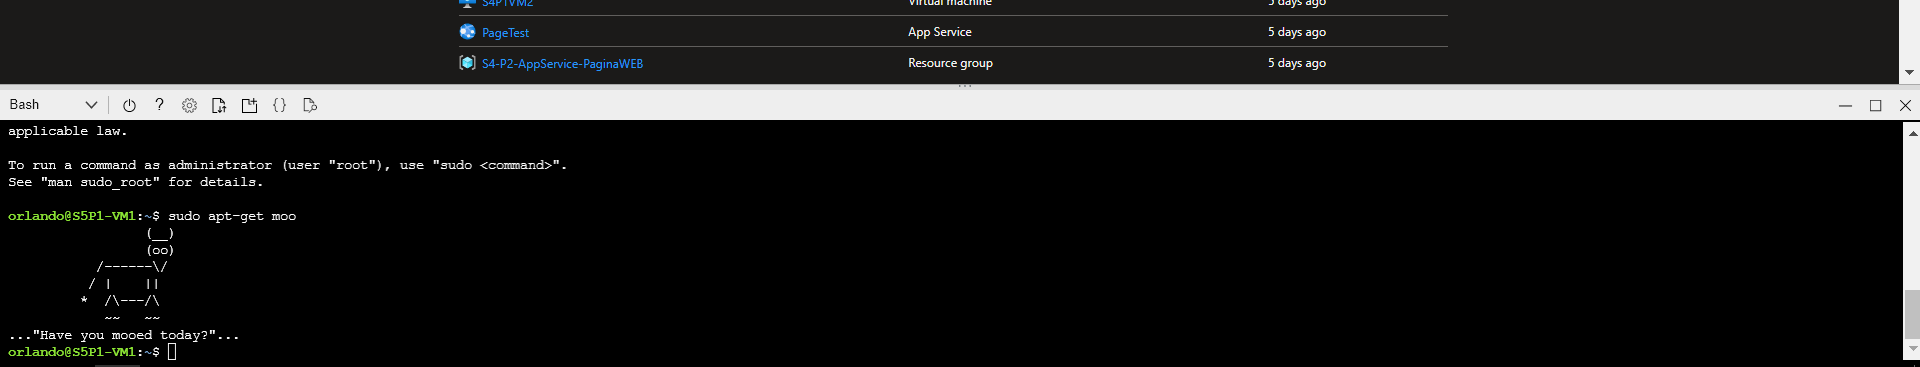 S4P1VM2 Virtual machine 5 days ago
PageTest App Service 5 days ago
S4-P2-AppService-PaginaWEB Resource group 5 days ago
Bash
applicable law.
To run a command as administrator (user "root"), use "sudo <command>".
See "man sudo_root" for details.
orlando@S5P1-VM1:~$ sudo apt-get moo
                 (__)
                 (oo)
           /------\/
          / |    ||
         *  /\---/\
            ~~   ~~
..."Have you mooed today?"...
orlando@S5P1-VM1:~$